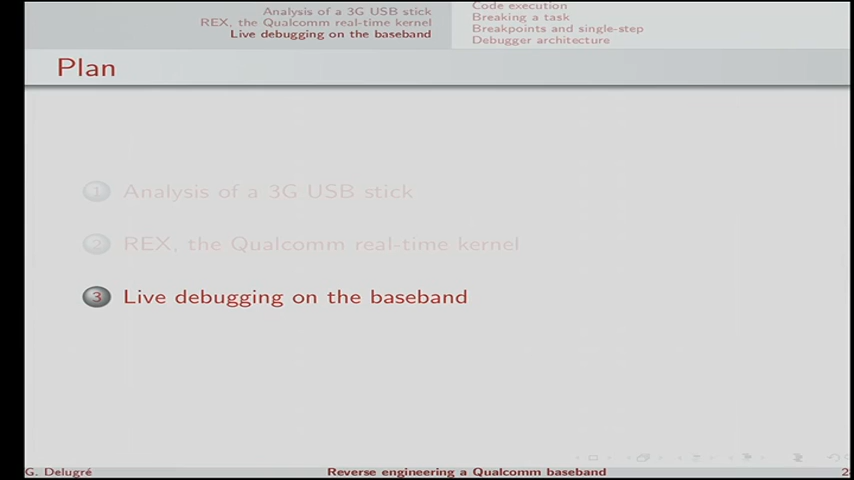 Analysis of a 3G USB stick
REX, the Qualcomm real-time kernel
Live debugging on the baseband
Code execution
Breaking a task
Breakpoints and single-step
Debugger architecture
Plan
1 Analysis of a 3G USB stick
2 REX, the Qualcomm real-time kernel
3 Live debugging on the baseband
G. Delugré
Reverse engineering a Qualcomm baseband